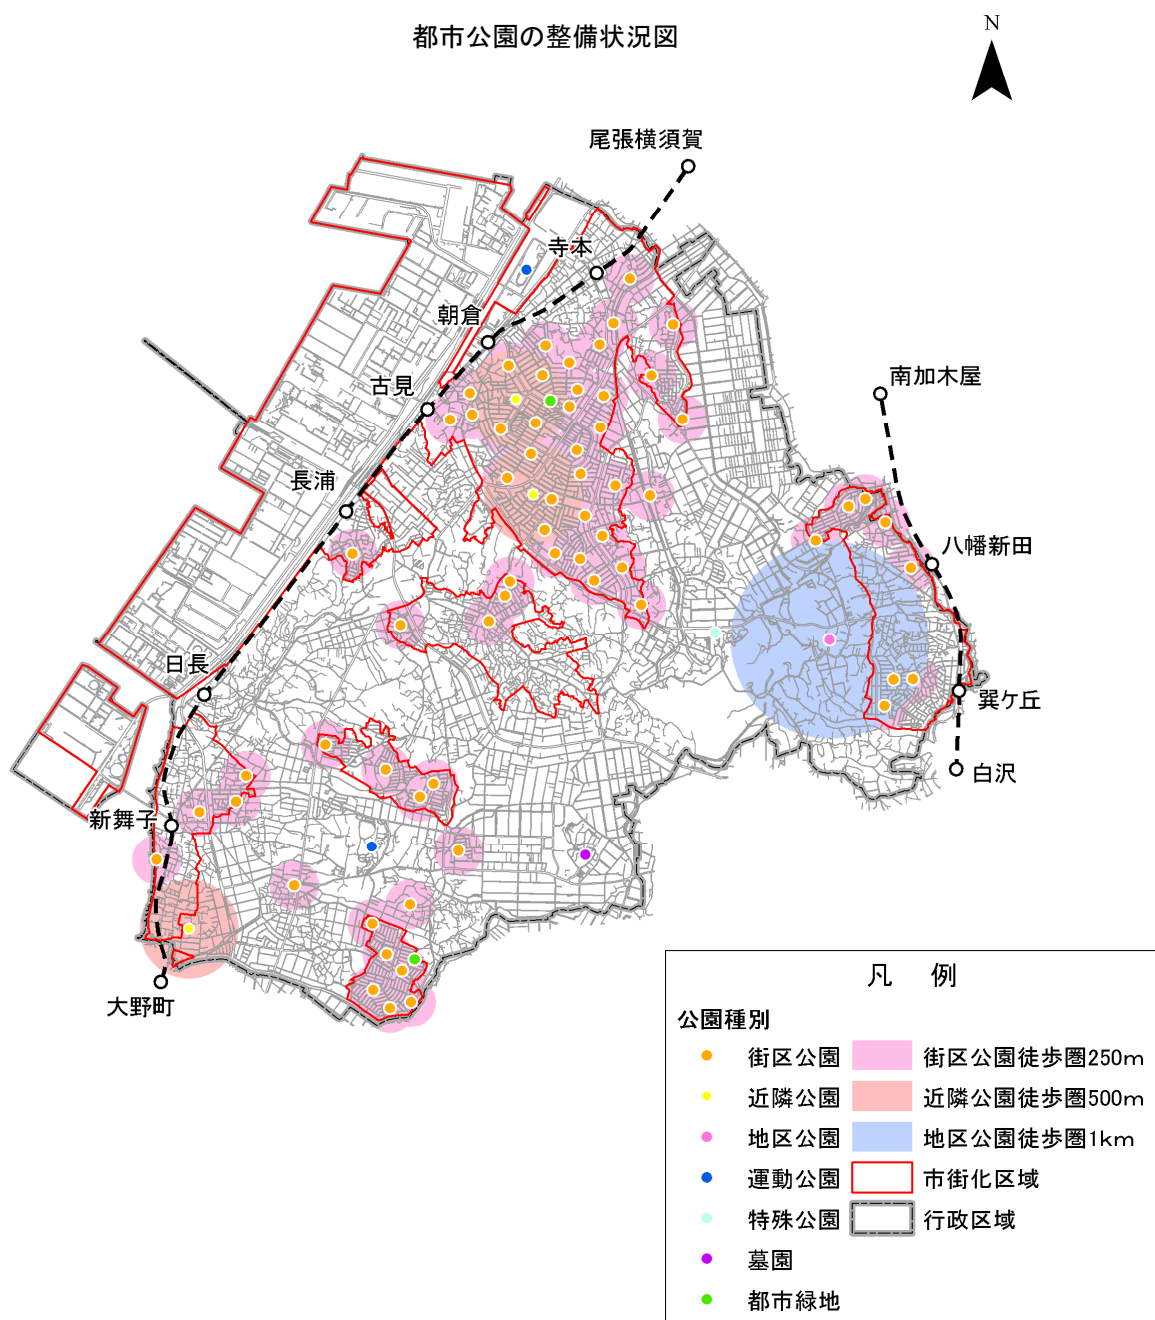 都市公園の整備状況図
N
尾張横須賀
寺本
朝倉
古見
南加木屋
長浦
八幡新田
日長
巽ケ丘
白沢
新舞子
大野町
凡 例
公園種別
街区公園 街区公園徒歩圏250m
近隣公園 近隣公園徒歩圏500m
地区公園 地区公園徒歩圏1km
運動公園 市街化区域
特殊公園 行政区域
墓園
都市緑地